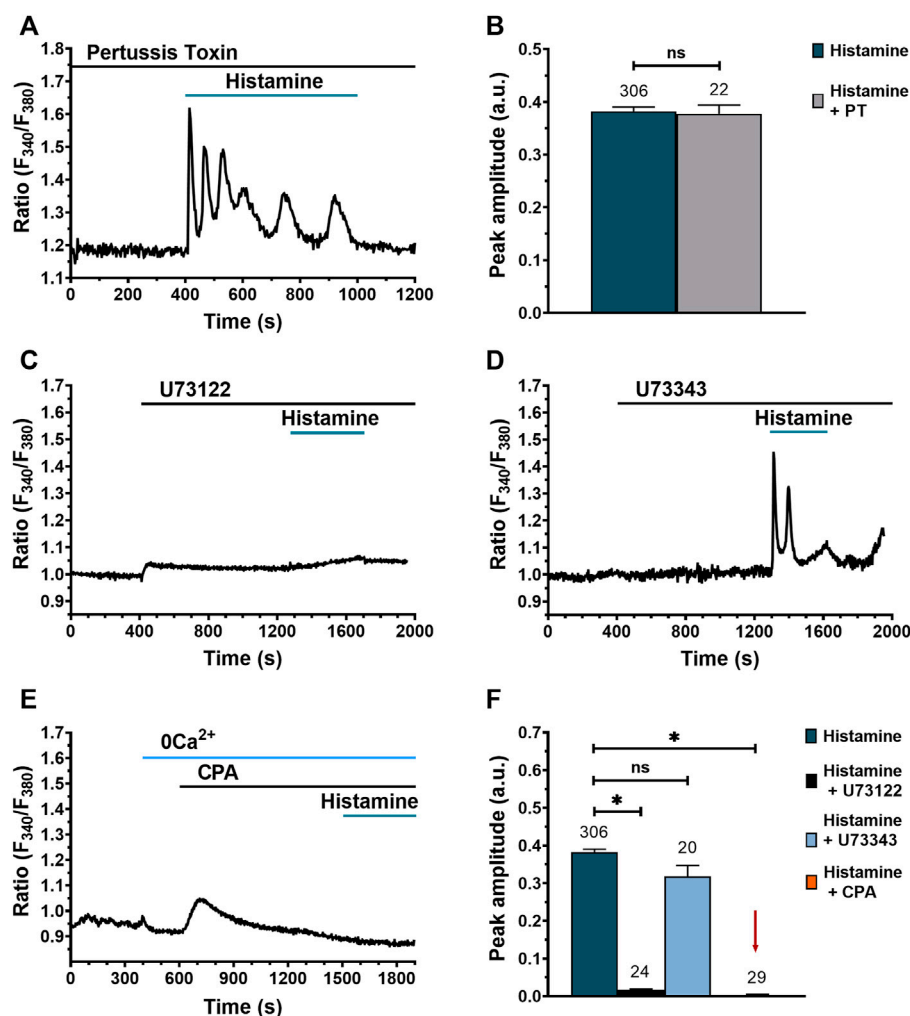 A
Pertussis Toxin
Histamine
Ratio (F340/F380)
1.8
1.7
1.6
1.5
1.4
1.3
1.2
1.1
0 200 400 600 800 1000 1200
Time (s)
B
ns
306 22
Peak amplitude (a.u.)
0.5
0.4
0.3
0.2
0.1
0.0
Histamine
Histamine
+ PT
C
U73122
Histamine
Ratio (F340/F380)
1.7
1.6
1.5
1.4
1.3
1.2
1.1
1.0
0.9
0 400 800 1200 1600 2000
Time (s)
D
U73343
Histamine
Ratio (F340/F380)
1.7
1.6
1.5
1.4
1.3
1.2
1.1
1.0
0.9
0 400 800 1200 1600 2000
Time (s)
E
0Ca2+
CPA
Histamine
Ratio (F340/F380)
1.7
1.6
1.5
1.4
1.3
1.2
1.1
1.0
0.9
0 300 600 900 1200 1500 1800
Time (s)
F
*
ns
*
306
24
20
29
Peak amplitude (a.u.)
0.7
0.6
0.5
0.4
0.3
0.2
0.1
0.0
Histamine
Histamine
+ U73122
Histamine
+ U73343
Histamine
+ CPA